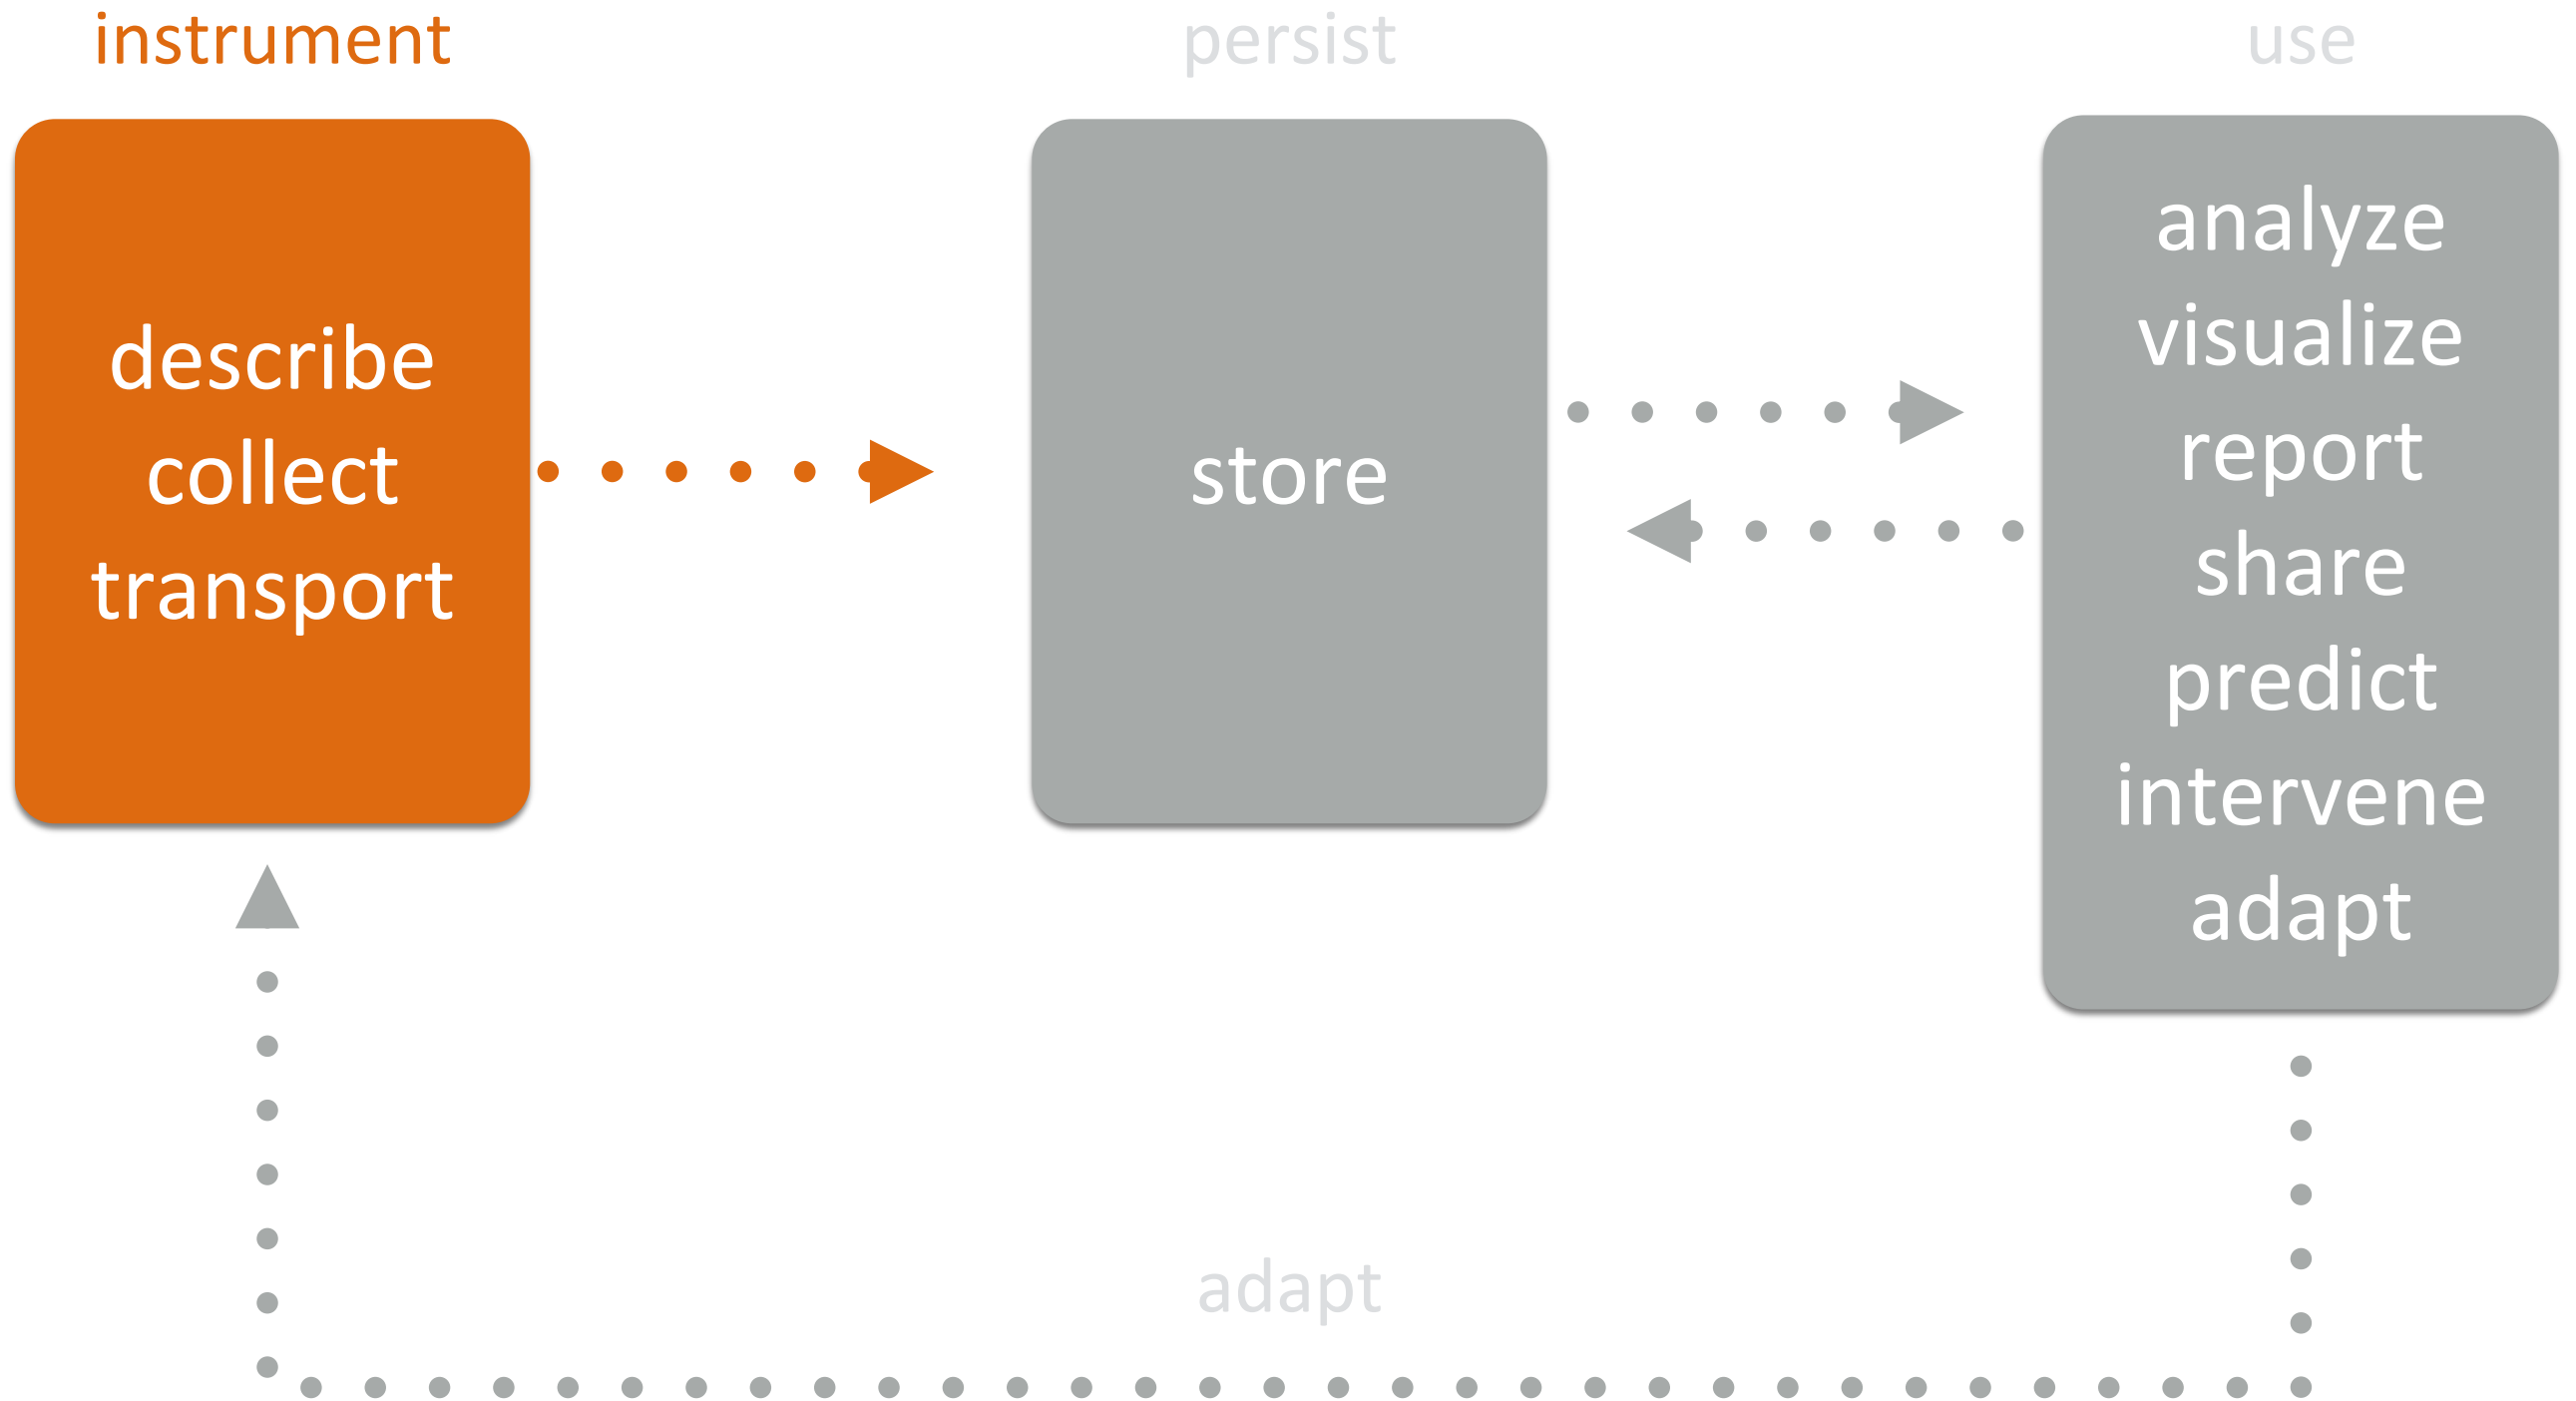 instrument
persist
use
describe
collect
transport
store
analyze
visualize
report
share
predict
intervene
adapt
adapt